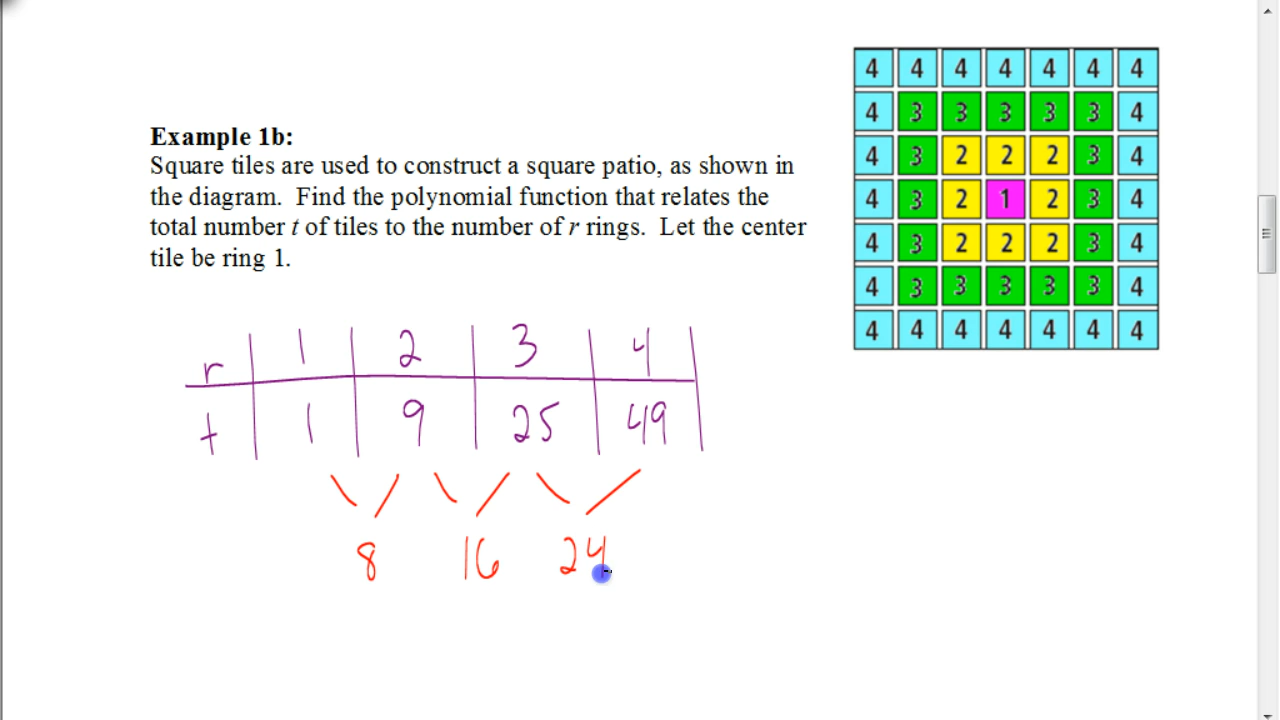 Example 1b:
Square tiles are used to construct a square patio, as shown in
the diagram. Find the polynomial function that relates the
total number t of tiles to the number of r rings. Let the center
tile be ring 1.
4 4 4 4 4 4 4
4 3 3 3 3 3 4
4 3 2 2 2 3 4
4 3 2 1 2 3 4
4 3 2 2 2 3 4
4 3 3 3 3 3 4
4 4 4 4 4 4 4
r 1 2 3 4
t 1 9 25 49
8 16 24